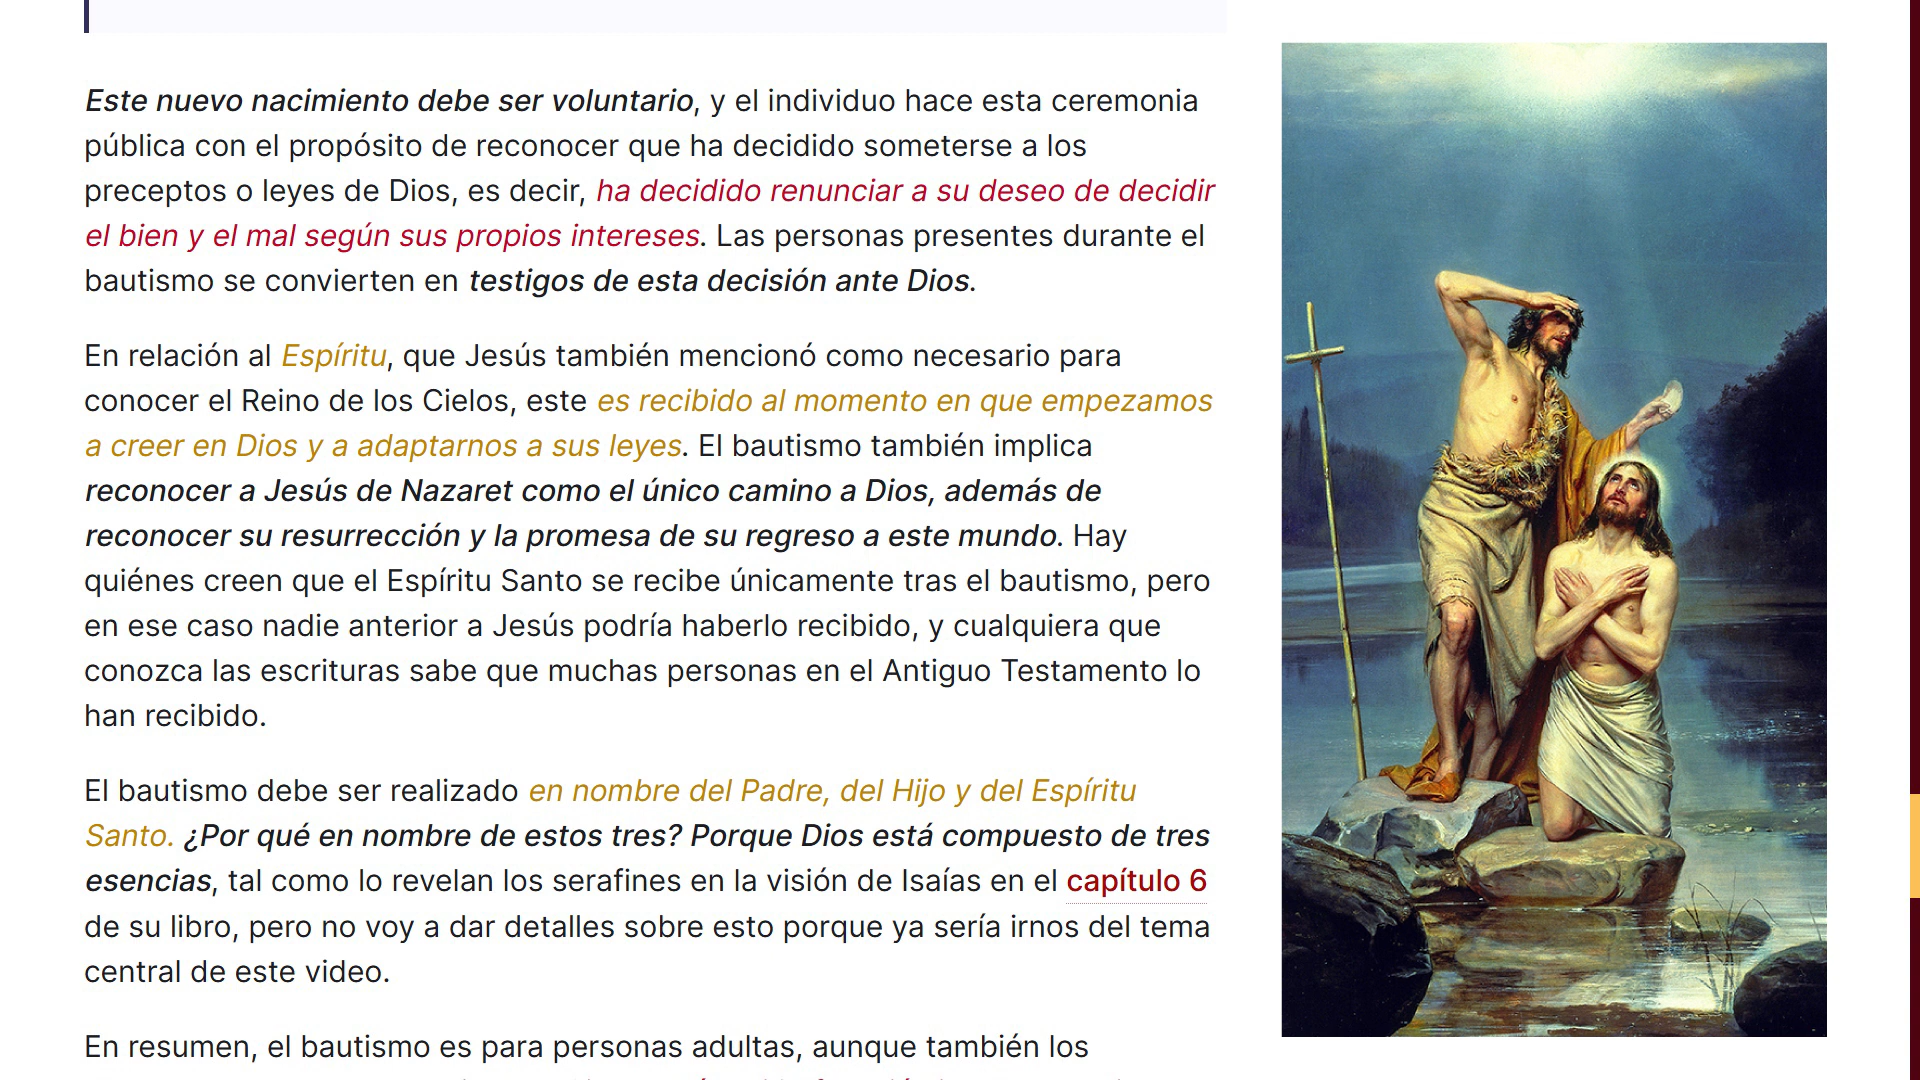 Este nuevo nacimiento debe ser voluntario, y el individuo hace esta ceremonia
pública con el propósito de reconocer que ha decidido someterse a los
preceptos o leyes de Dios, es decir, ha decidido renunciar a su deseo de decidir
el bien y el mal según sus propios intereses. Las personas presentes durante el
bautismo se convierten en testigos de esta decisión ante Dios.
En relación al Espíritu, que Jesús también mencionó como necesario para
conocer el Reino de los Cielos, este es recibido al momento en que empezamos
a creer en Dios y a adaptarnos a sus leyes. El bautismo también implica
reconocer a Jesús de Nazaret como el único camino a Dios, además de
reconocer su resurrección y la promesa de su regreso a este mundo. Hay
quiénes creen que el Espíritu Santo se recibe únicamente tras el bautismo, pero
en ese caso nadie anterior a Jesús podría haberlo recibido, y cualquiera que
conozca las escrituras sabe que muchas personas en el Antiguo Testamento lo
han recibido.
El bautismo debe ser realizado en nombre del Padre, del Hijo y del Espíritu
Santo. ¿Por qué en nombre de estos tres? Porque Dios está compuesto de tres
esencias, tal como lo revelan los serafines en la visión de Isaías en el capítulo 6
de su libro, pero no voy a dar detalles sobre esto porque ya sería irnos del tema
central de este video.
En resumen, el bautismo es para personas adultas, aunque también los